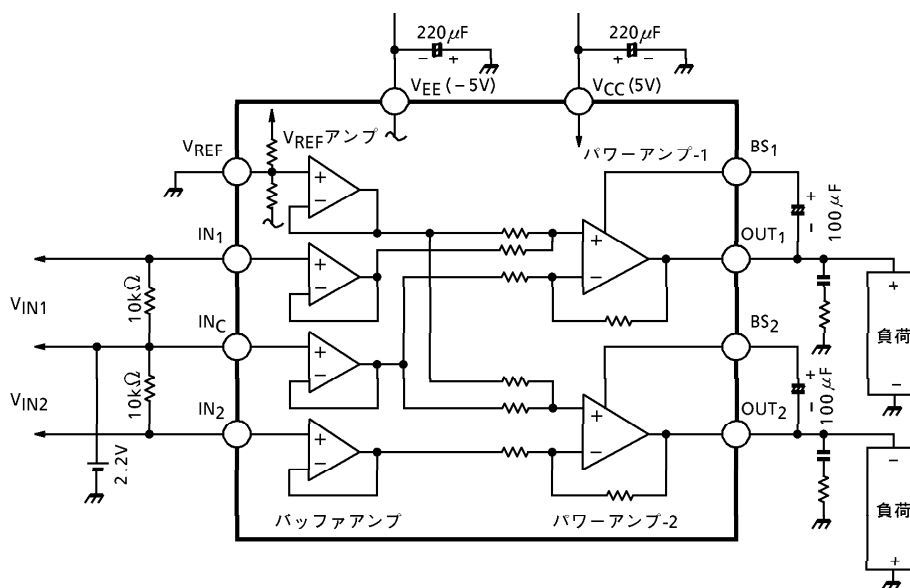 220μF
220μF
− +
+ −
VEE (−5V)
VCC (5V)
VREF
VREFアンプ
パワーアンプ-1
BS1
+
−
100μF
IN1
OUT1
VIN1
10kΩ
+
−
+
−
+
−
+
負荷
−
INC
BS2
VIN2
10kΩ
+
−
+
−
100μF
IN2
OUT2
+
−
+
−
−
負荷
+
2.2V
バッファアンプ
パワーアンプ-2